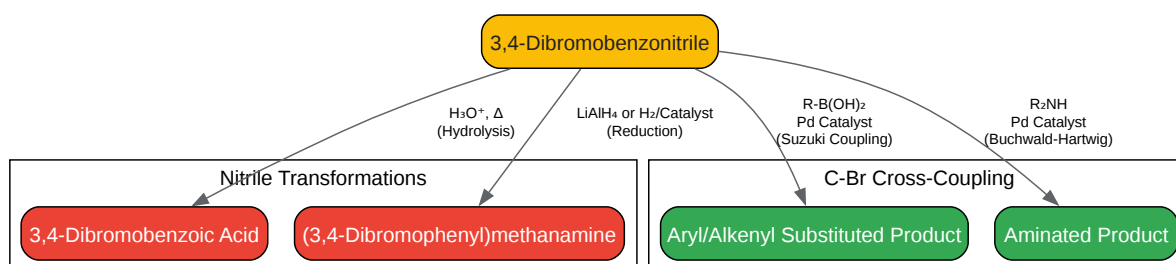 3,4-Dibromobenzonitrile
H₃O⁺, Δ
(Hydrolysis)
LiAlH₄ or H₂/Catalyst
(Reduction)
R-B(OH)₂
Pd Catalyst
(Suzuki Coupling)
R₂NH
Pd Catalyst
(Buchwald-Hartwig)
Nitrile Transformations
C-Br Cross-Coupling
3,4-Dibromobenzoic Acid
(3,4-Dibromophenyl)methanamine
Aryl/Alkenyl Substituted Product
Aminated Product